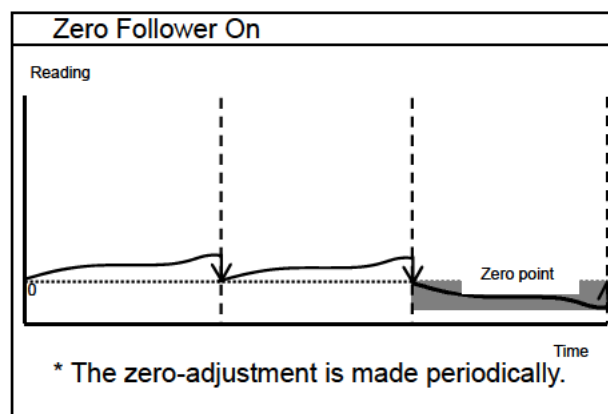 Zero Follower On
Reading
Zero point
0
Time
* The zero-adjustment is made periodically.